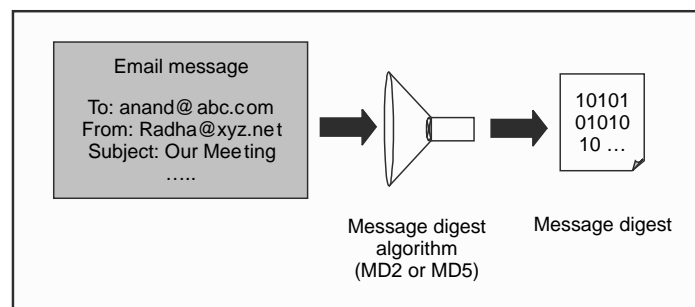 Email message
To: anand@abc.com
From: Radha@xyz.net
Subject: Our Meeting
…..
10101
01010
10 …
Message digest
algorithm
(MD2 or MD5)
Message digest